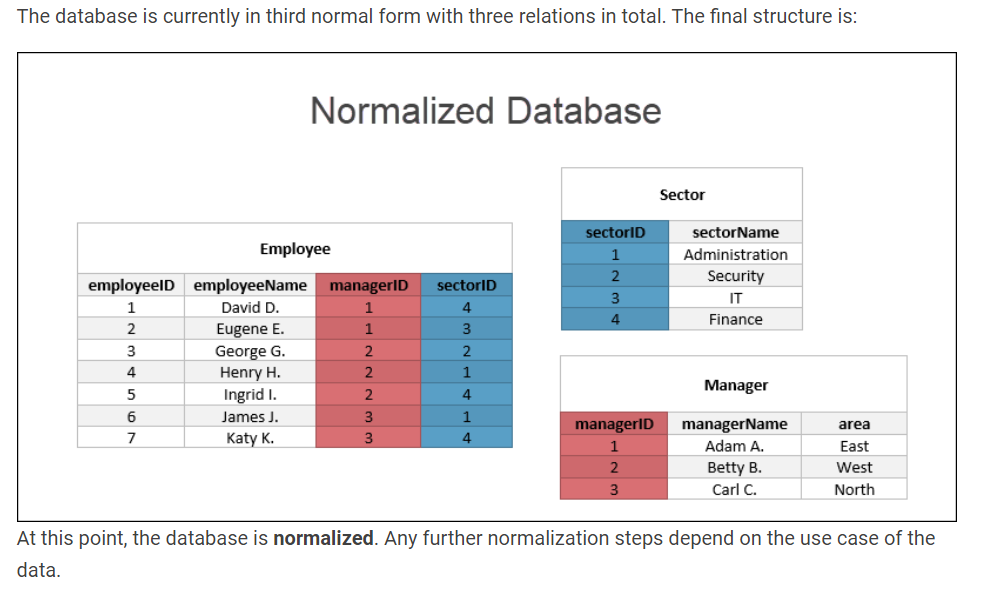 The database is currently in third normal form with three relations in total. The final structure is:
Normalized Database
Employee
employeeID employeeName managerID sectorID
1 David D. 1 4
2 Eugene E. 1 3
3 George G. 2 2
4 Henry H. 2 1
5 Ingrid I. 2 4
6 James J. 3 1
7 Katy K. 3 4
Sector
sectorID sectorName
1 Administration
2 Security
3 IT
4 Finance
Manager
managerID managerName area
1 Adam A. East
2 Betty B. West
3 Carl C. North
At this point, the database is normalized. Any further normalization steps depend on the use case of the
data.